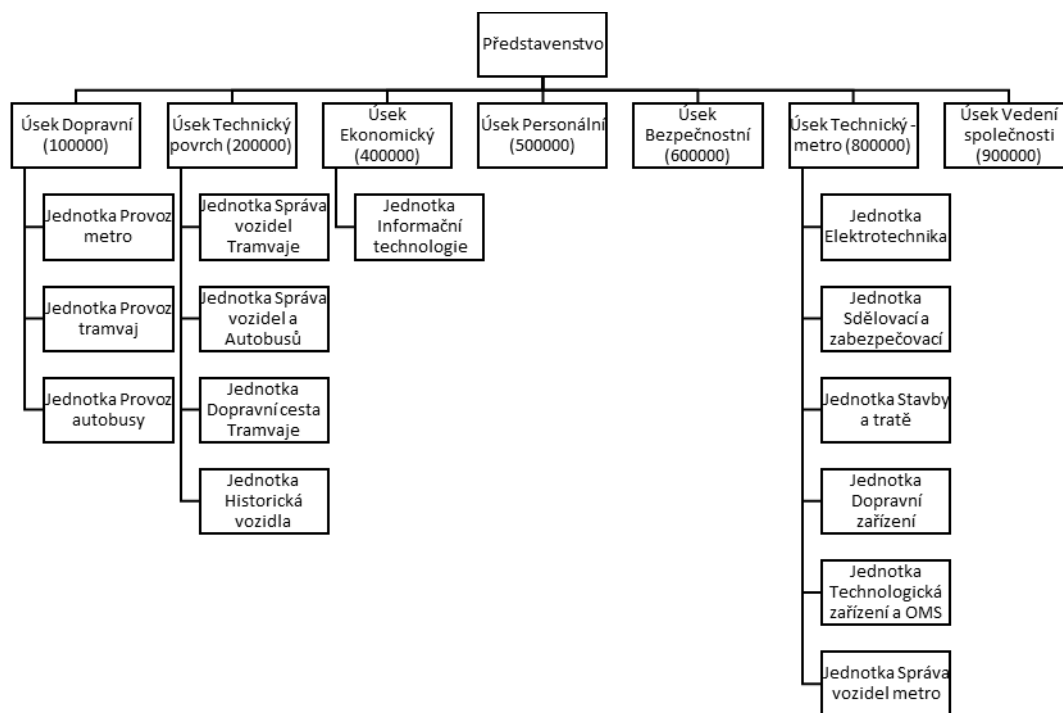 Představenstvo
Úsek Dopravní
(100000)
Úsek Technický
povrch (200000)
Úsek
Ekonomický
(400000)
Úsek Personální
(500000)
Úsek
Bezpečnostní
(600000)
Úsek Technický -
metro (800000)
Úsek Vedení
společnosti
(900000)
Jednotka Provoz
metro
Jednotka Provoz
tramvaj
Jednotka Provoz
autobusy
Jednotka Správa
vozidel
Tramvaje
Jednotka Správa
vozidel a
Autobusů
Jednotka
Dopravní cesta
Tramvaje
Jednotka
Historická
vozidla
Jednotka
Informační
technologie
Jednotka
Elektrotechnika
Jednotka
Sdělovací a
zabezpečovací
Jednotka Stavby
a tratě
Jednotka
Dopravní
zařízení
Jednotka
Technologická
zařízení a OMS
Jednotka Správa
vozidel metro